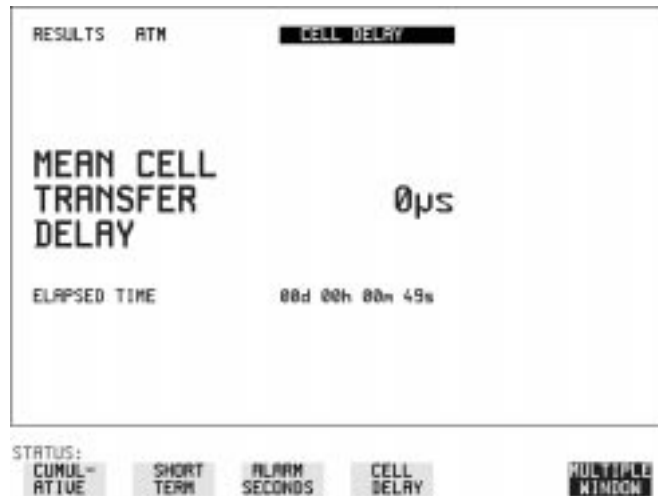 RESULTS ATM CELL DELAY
MEAN CELL
TRANSFER 0µs
DELAY
ELAPSED TIME 00d 00h 00m 49s
STATUS:
CUMUL- SHORT ALARM CELL MULTIPLE
ATIVE TERM SECONDS DELAY WINDOW